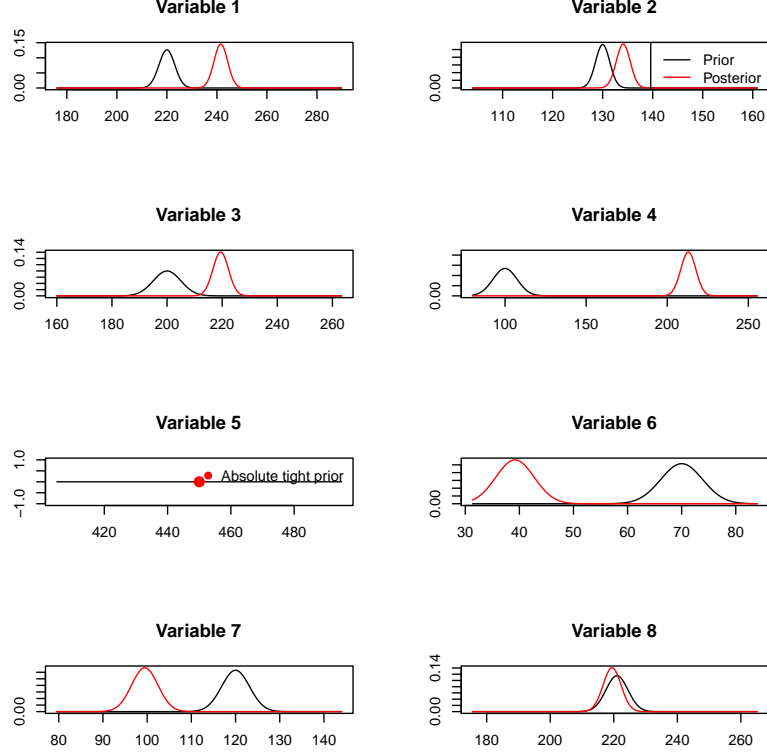 Variable 1
Variable 2
0.15
0.00
180 200 220 240 260 280
0.00
Prior
Posterior
110 120 130 140 150 160
Variable 3
Variable 4
0.14
0.00
160 180 200 220 240 260
0.00
100 150 200 250
Variable 5
Variable 6
1.0
-1.0
Absolute tight prior
420 440 460 480
0.00
30 40 50 60 70 80
Variable 7
Variable 8
0.00
80 90 100 110 120 130 140
0.14
0.00
180 200 220 240 260